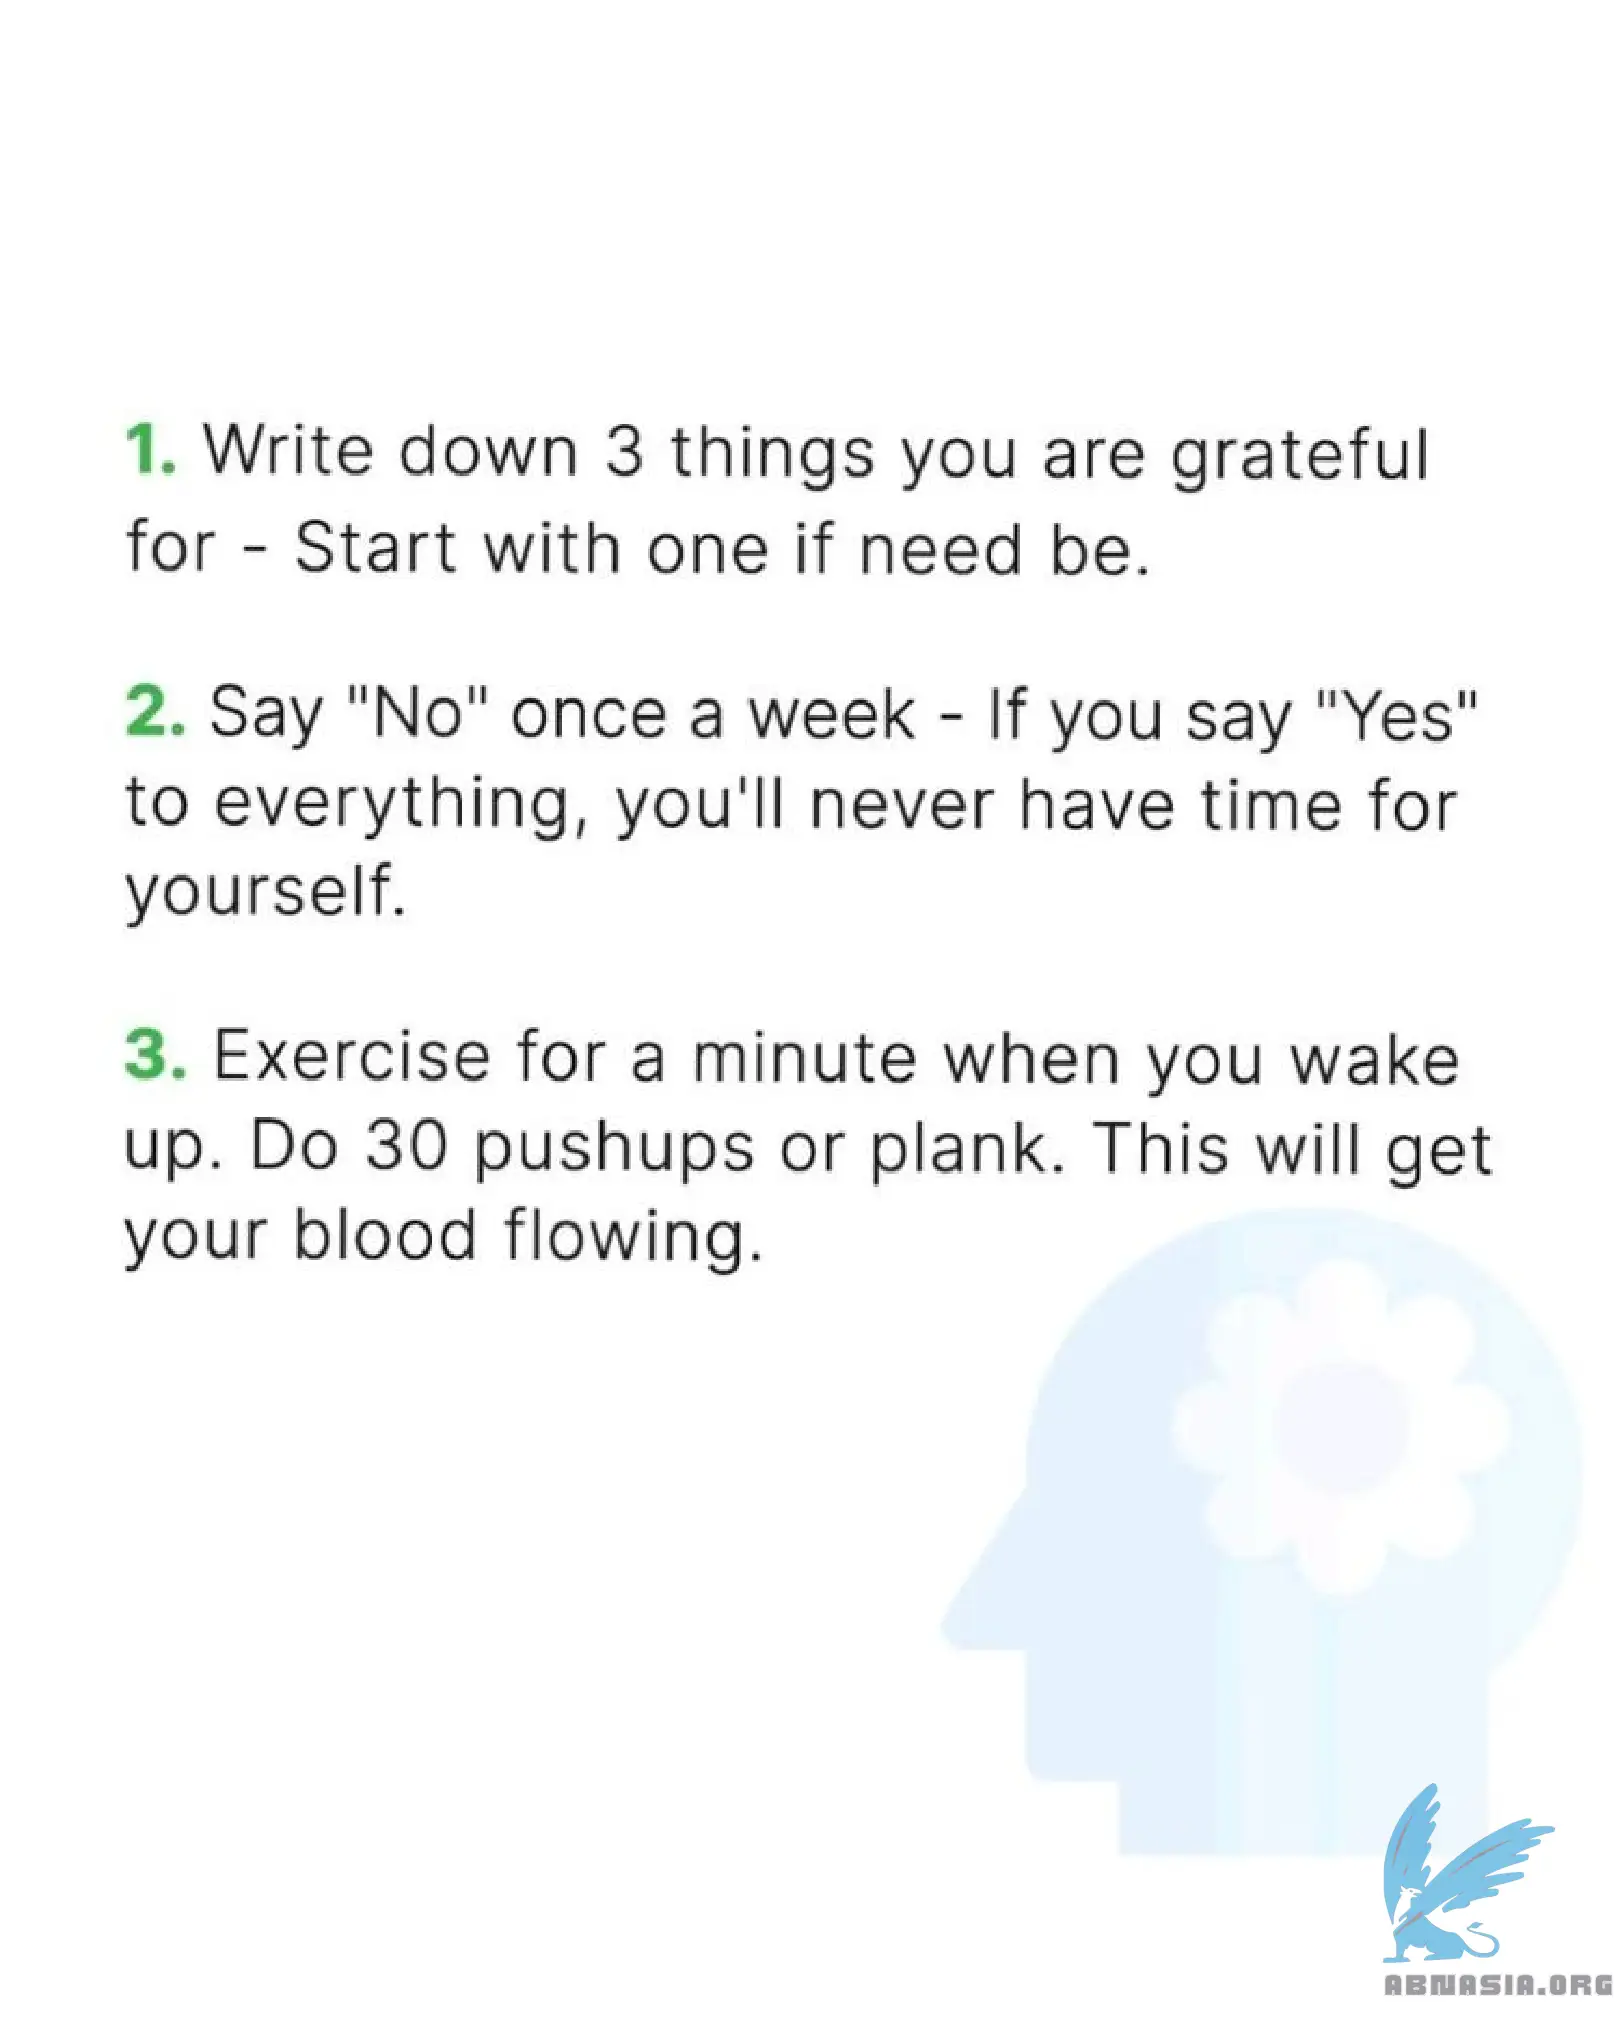 1. Write down 3 things you are grateful
for - Start with one if need be.
2. Say "No" once a week - If you say "Yes"
to everything, you'll never have time for
yourself.
3. Exercise for a minute when you wake
up. Do 30 pushups or plank. This will get
your blood flowing.
ABNASIA.ORG